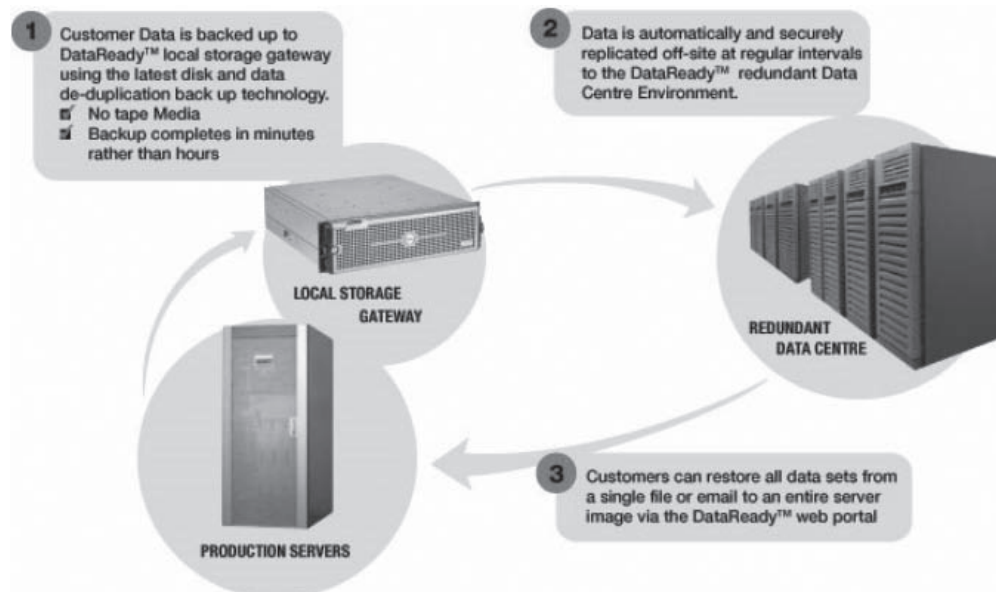 1
Customer Data is backed up to
DataReady™ local storage gateway
using the latest disk and data
de-duplication back up technology.
No tape Media
Backup completes in minutes
rather than hours
2
Data is automatically and securely
replicated off-site at regular intervals
to the DataReady™ redundant Data
Centre Environment.
LOCAL STORAGE
GATEWAY
REDUNDANT
DATA CENTRE
3
Customers can restore all data sets from
a single file or email to an entire server
image via the DataReady™ web portal
PRODUCTION SERVERS